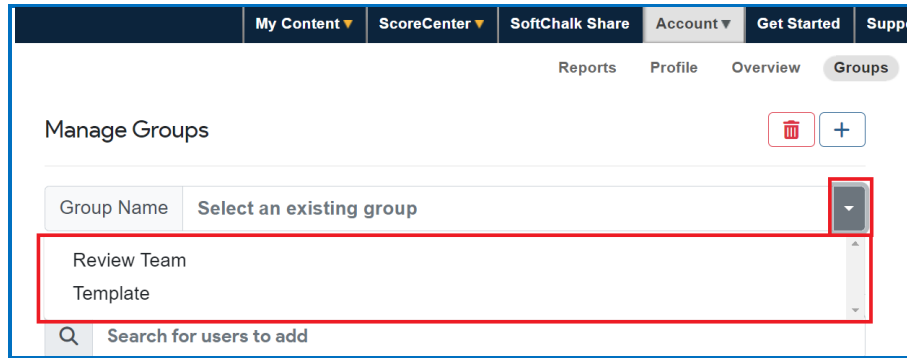 My Content ▼ ScoreCenter ▼ SoftChalk Share Account ▼ Get Started Supp
Reports Profile Overview Groups
Manage Groups
Group Name Select an existing group
Review Team
Template
Search for users to add